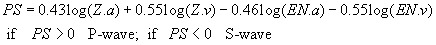 PS = 0.43log(Z.a) + 0.55log(Z.v) − 0.46log(EN.a) − 0.55log(EN.v)
if PS > 0 P-wave; if PS < 0 S-wave